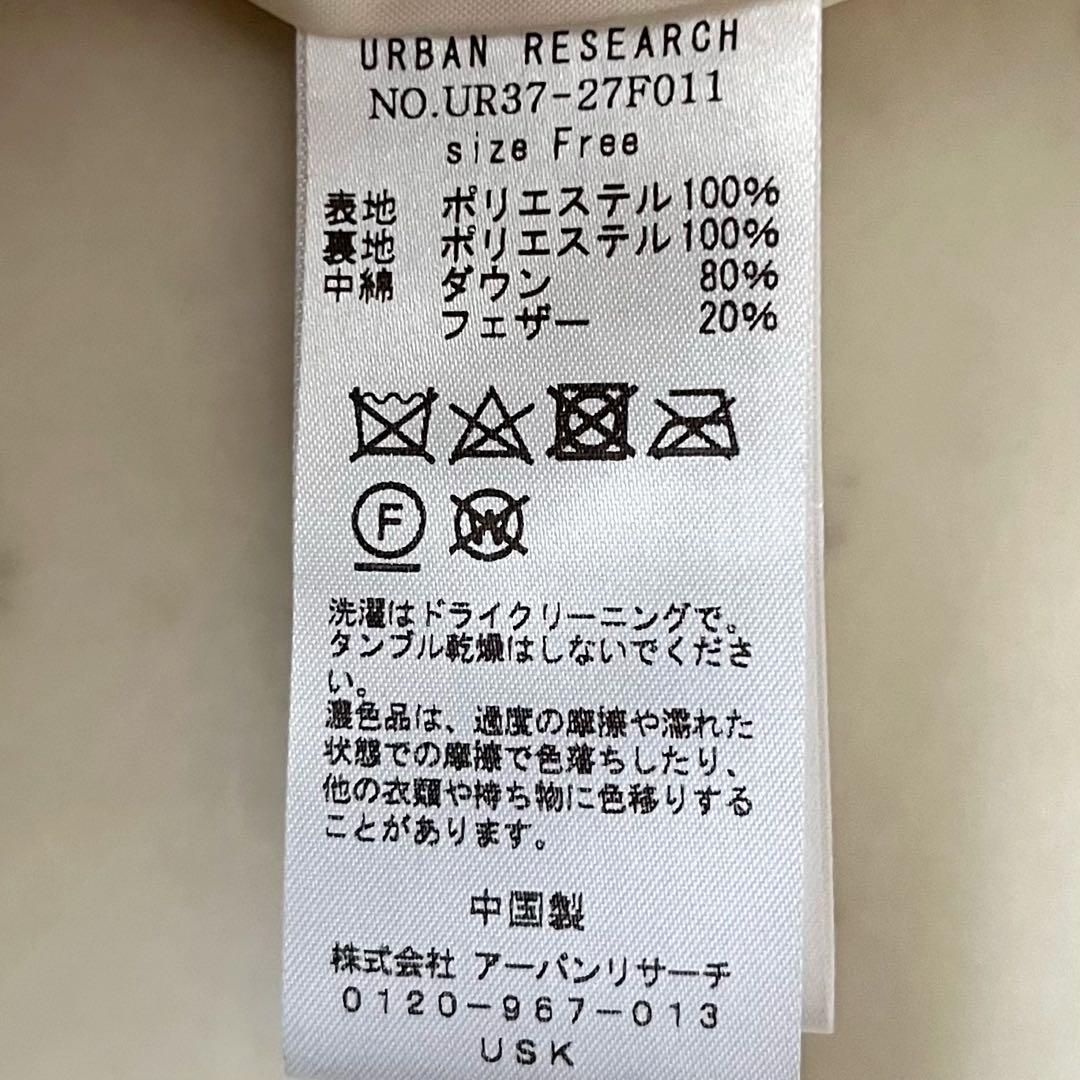 URBAN RESEARCH
NO.UR37-27F011
size Free
表地 ポリエステル100%
裏地 ポリエステル100%
中綿 ダウン 80%
フェザー 20%
F
W
洗濯はドライクリーニングで。
タンブル乾燥はしないでくださ
い。
濃色品は、過度の摩擦や濡れた
状態での摩擦で色落ちしたり、
他の衣類や持ち物に色移りする
ことがあります。
中国製
株式会社 アーバンリサーチ
0120-967-013
USK